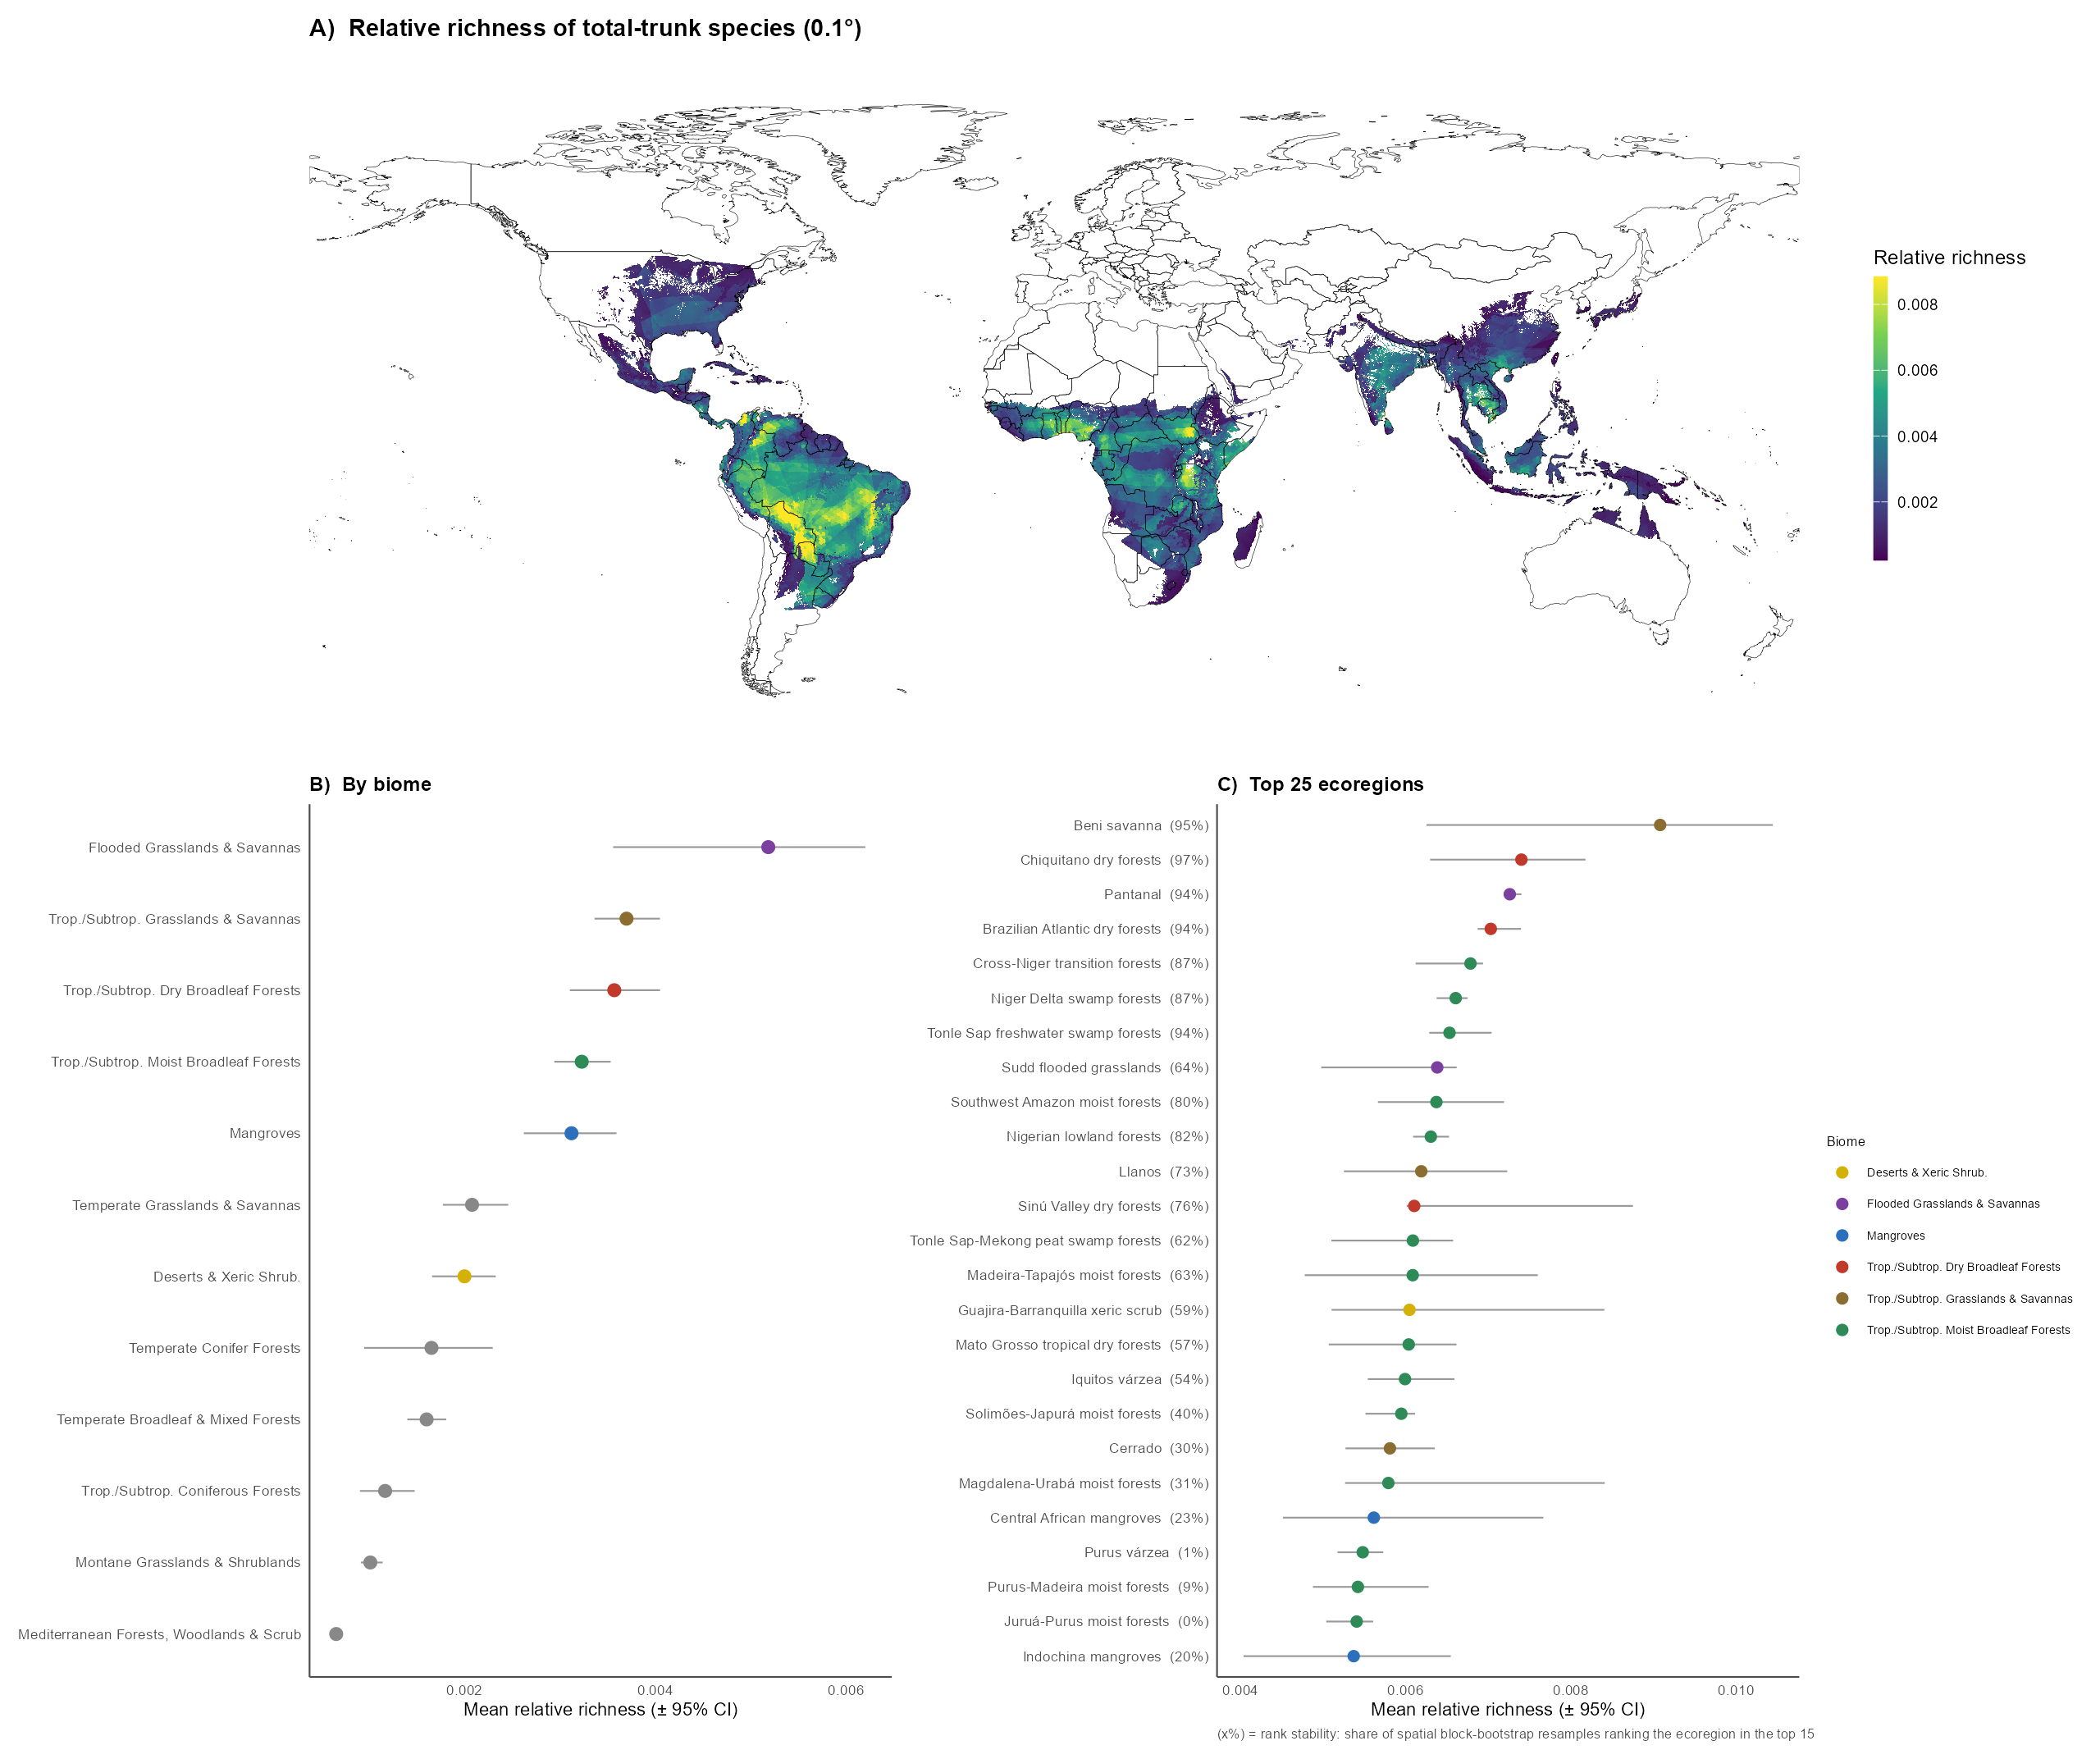 A)  Relative richness of total-trunk species (0.1°)
Relative richness
0.008
0.006
0.004
0.002
B)  By biome
Flooded Grasslands & Savannas
Trop./Subtrop. Grasslands & Savannas
Trop./Subtrop. Dry Broadleaf Forests
Trop./Subtrop. Moist Broadleaf Forests
Mangroves
Temperate Grasslands & Savannas
Deserts & Xeric Shrub.
Temperate Conifer Forests
Temperate Broadleaf & Mixed Forests
Trop./Subtrop. Coniferous Forests
Montane Grasslands & Shrublands
Mediterranean Forests, Woodlands & Scrub
0.002 0.004 0.006
Mean relative richness (± 95% CI)
C)  Top 25 ecoregions
Beni savanna (95%)
Chiquitano dry forests (97%)
Pantanal (94%)
Brazilian Atlantic dry forests (94%)
Cross-Niger transition forests (87%)
Niger Delta swamp forests (87%)
Tonle Sap freshwater swamp forests (94%)
Sudd flooded grasslands (64%)
Southwest Amazon moist forests (80%)
Nigerian lowland forests (82%)
Llanos (73%)
Sinú Valley dry forests (76%)
Tonle Sap-Mekong peat swamp forests (62%)
Madeira-Tapajós moist forests (63%)
Guajira-Barranquilla xeric scrub (59%)
Mato Grosso tropical dry forests (57%)
Iquitos várzea (54%)
Solimões-Japurá moist forests (40%)
Cerrado (30%)
Magdalena-Urabá moist forests (31%)
Central African mangroves (23%)
Purus várzea (1%)
Purus-Madeira moist forests (9%)
Juruá-Purus moist forests (0%)
Indochina mangroves (20%)
0.004 0.006 0.008 0.010
Mean relative richness (± 95% CI)
(x%) = rank stability: share of spatial block-bootstrap resamples ranking the ecoregion in the top 15
Biome
Deserts & Xeric Shrub.
Flooded Grasslands & Savannas
Mangroves
Trop./Subtrop. Dry Broadleaf Forests
Trop./Subtrop. Grasslands & Savannas
Trop./Subtrop. Moist Broadleaf Forests